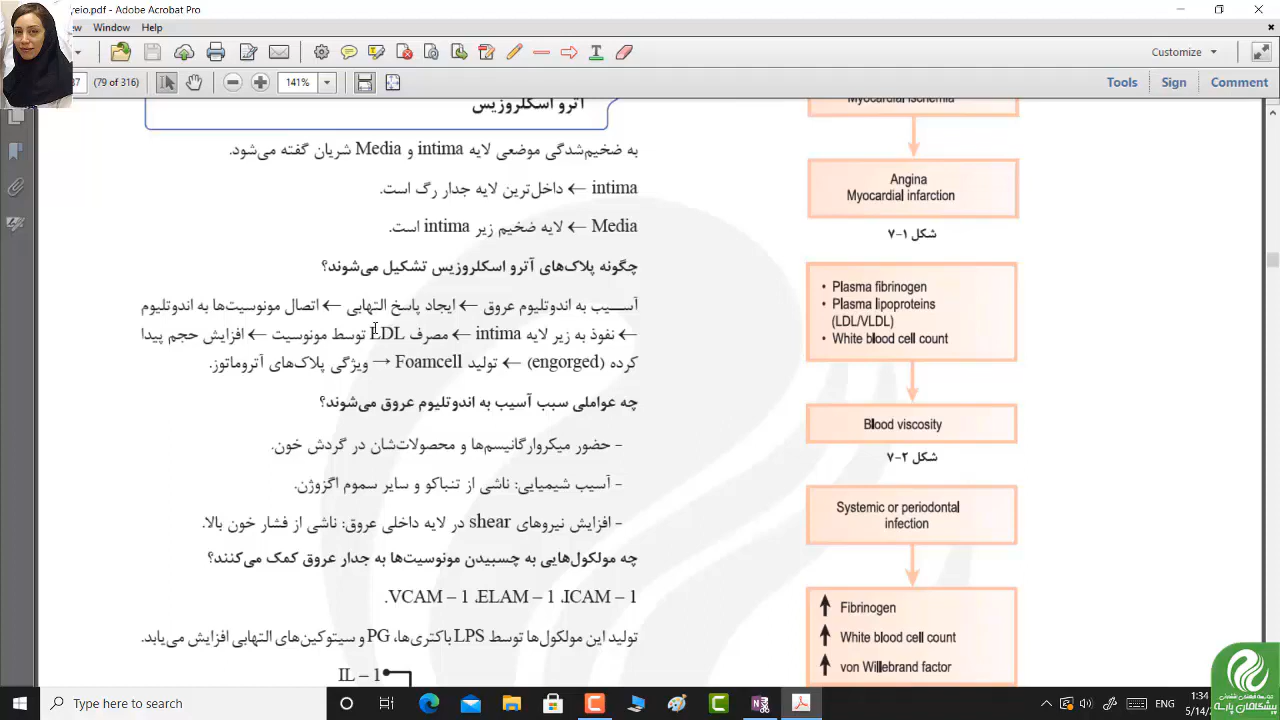 reio.pdf - Adobe Acrobat Pro
ew Window Help
Customize
37 (79 of 316) 141% Tools Sign Comment
آترو اسکلروزیس
به ضخیم‌شدگی موضعی لایه intima و Media شریان گفته می‌شود.
intima ← داخل‌ترین لایه جدار رگ است.
Media ← لایه ضخیم زیر intima است.
چگونه پلاک‌های آترو اسکلروزیس تشکیل می‌شوند؟
آسـیب به اندوتلیوم عروق ← ایجاد پاسخ التهابی ← اتصال مونوسیت‌ها به اندوتلیوم
← نفوذ به زیر لایه intima ← مصرف LDL توسط مونوسیت ← افزایش حجم پیدا
کرده (engorged) ← تولید Foamcell → ویژگی پلاک‌های آتروماتوز.
چه عواملی سبب آسیب به اندوتلیوم عروق می‌شوند؟
- حضور میکروارگانیسم‌ها و محصولات‌شان در گردش خون.
- آسیب شیمیایی: ناشی از تنباکو و سایر سموم اگزوژن.
- افزایش نیروهای shear در لایه داخلی عروق: ناشی از فشار خون بالا.
چه مولکول‌هایی به چسبیدن مونوسیت‌ها به جدار عروق کمک می‌کنند؟
VCAM – 1 ،ELAM – 1 ،ICAM – 1.
تولید این مولکول‌ها توسط LPS باکتری‌ها، PG و سیتوکین‌های التهابی افزایش می‌یابد.
IL – 1
Myocardial ischemia
Angina
Myocardial infarction
شکل ۱-۷
• Plasma fibrinogen
• Plasma lipoproteins
(LDL/VLDL)
• White blood cell count
Blood viscosity
شکل ۲-۷
Systemic or periodontal
infection
Fibrinogen
White blood cell count
von Willebrand factor
Type here to search
ENG
1:34
5/14/
پیشگامان پارسه